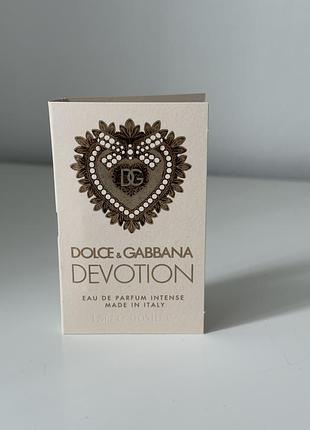 DG
DOLCE & GABBANA
DEVOTION
EAU DE PARFUM INTENSE
MADE IN ITALY